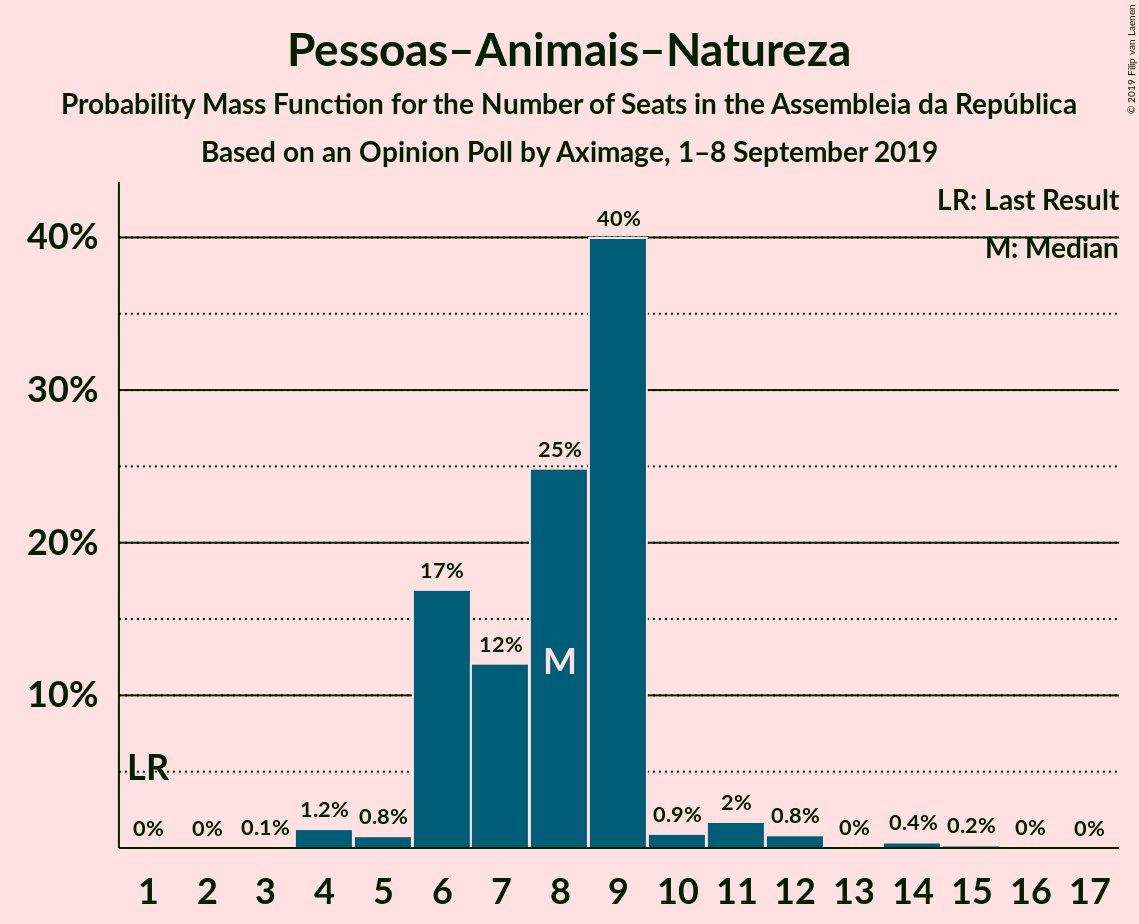 Pessoas–Animais–Natureza
Probability Mass Function for the Number of Seats in the Assembleia da República
Based on an Opinion Poll by Aximage, 1–8 September 2019
© 2019 Filip van Laenen
LR: Last Result
M: Median
40%
30%
20%
10%
40%
25%
17%
12%
M
LR
0% 0% 0.1% 1.2% 0.8% 0.9% 2% 0.8% 0% 0.4% 0.2% 0% 0%
1 2 3 4 5 6 7 8 9 10 11 12 13 14 15 16 17